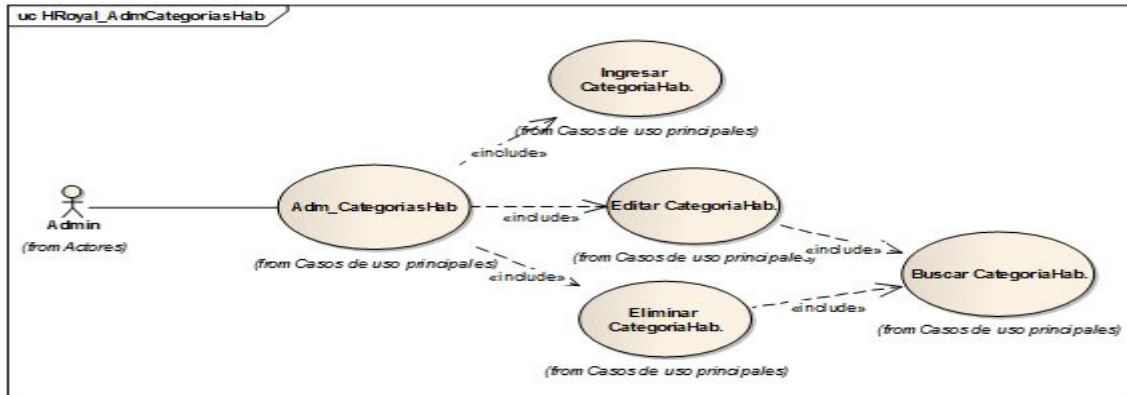 uc HRoyal_AdmCategoriasHab
Ingresar
CategoriaHab.
(from Casos de uso principales)
«include»
Admin
(from Actores)
Adm_CategoriasHab
(from Casos de uso principales)
«include»
Editar CategoriaHab.
(from Casos de uso principales)
«include»
«include»
Buscar CategoriaHab.
(from Casos de uso principales)
Eliminar
CategoriaHab.
(from Casos de uso principales)
«include»